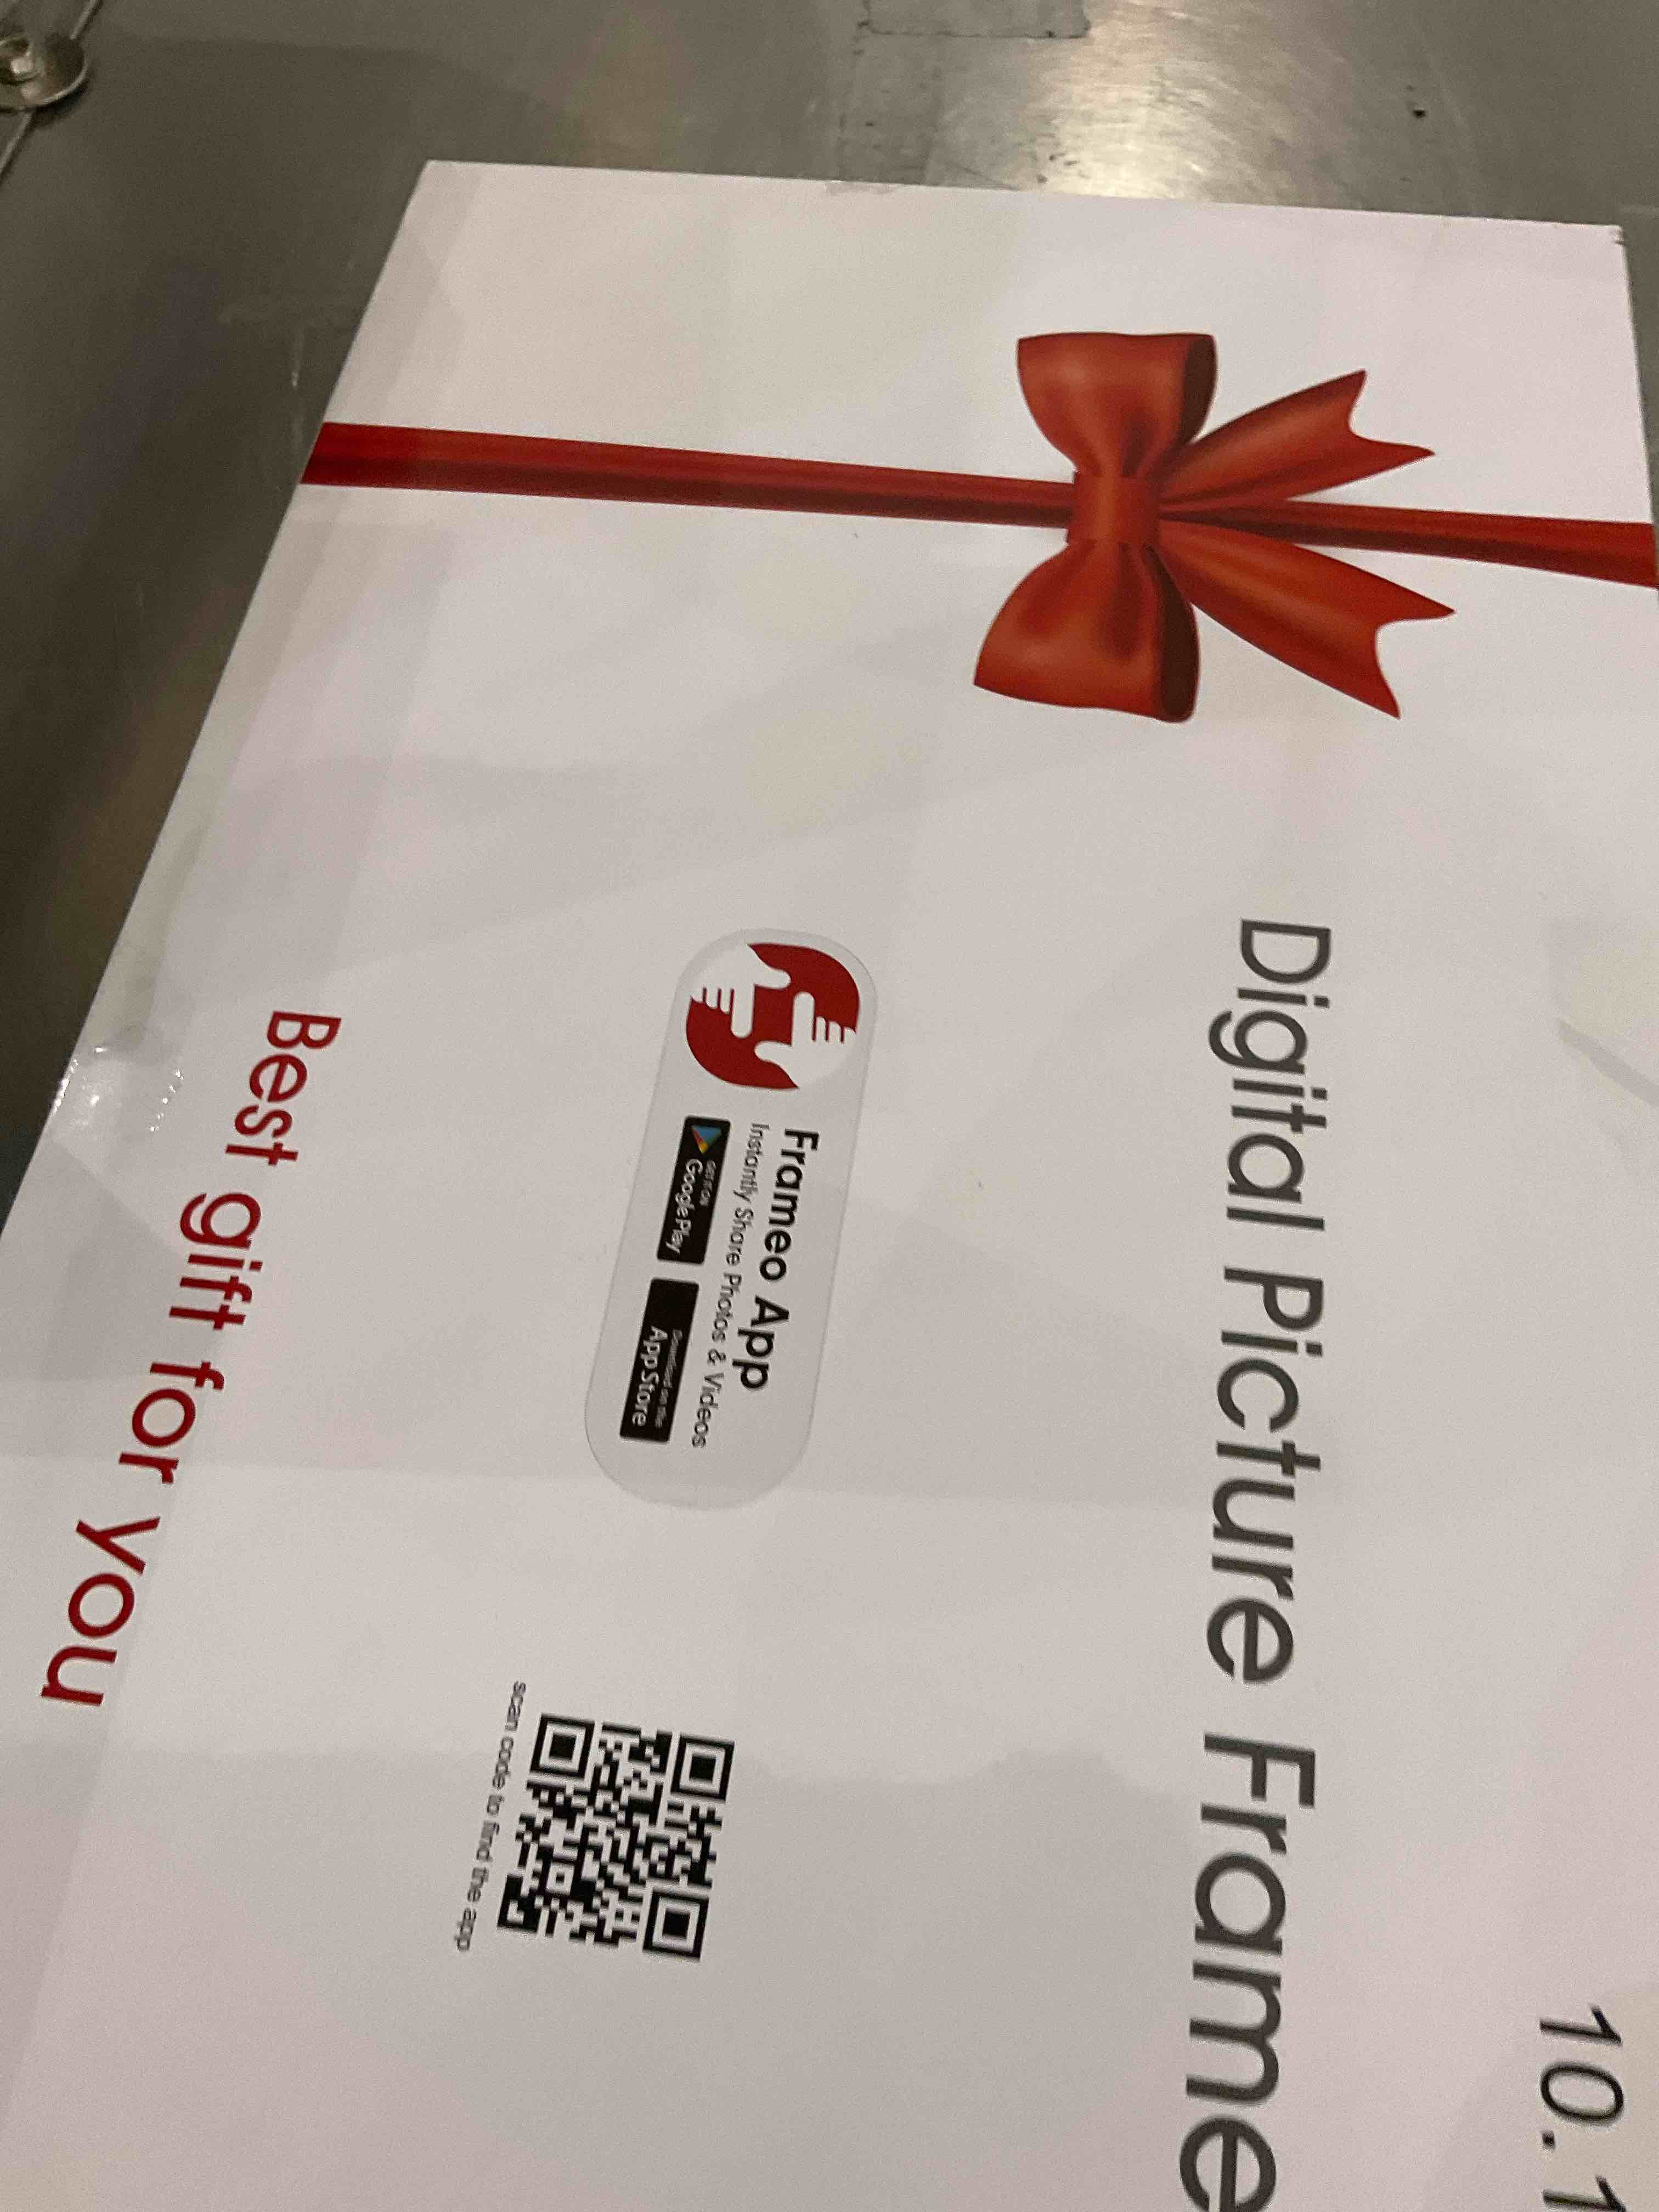 10.1
Digital Picture Frame
Frameo App
Instantly Share Photos & Videos
GET IT ON
Google Play
Download on the
App Store
scan code to find the app
Best gift for you